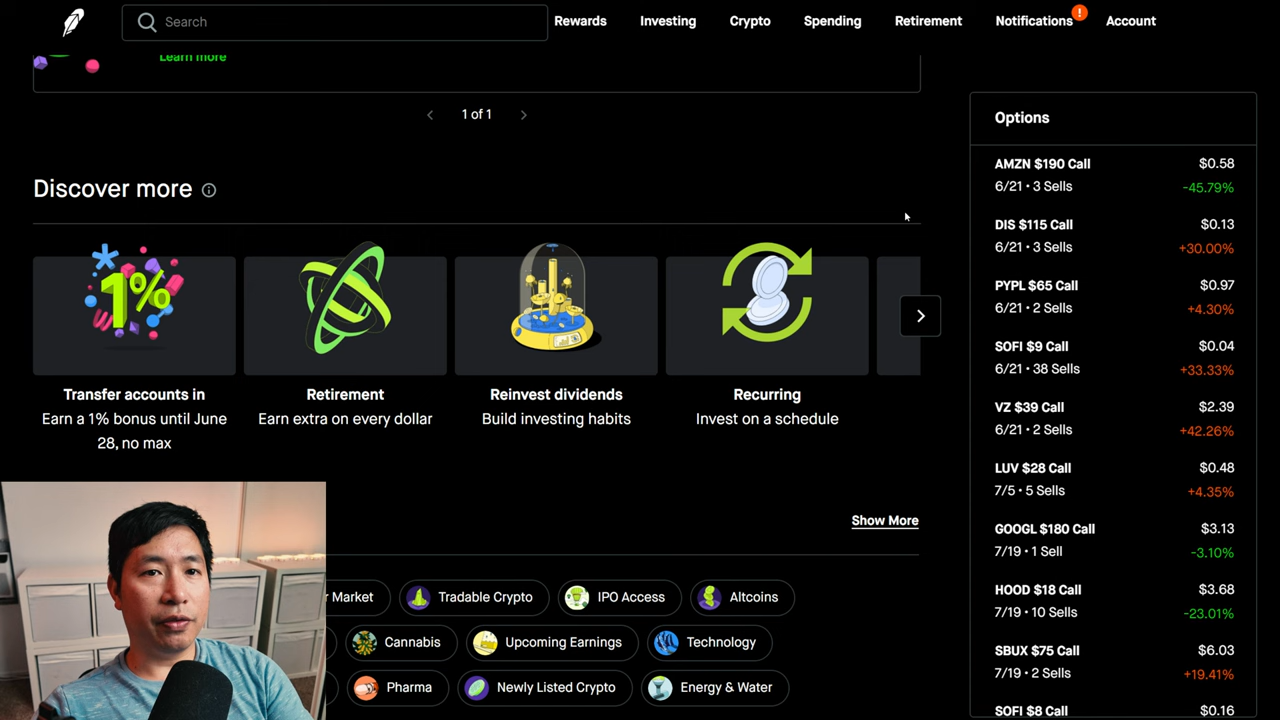 Search
Rewards
Investing
Crypto
Spending
Retirement
Notifications
!
Account
Learn more
1 of 1
Discover more
1%
Transfer accounts in
Earn a 1% bonus until June
28, no max
Retirement
Earn extra on every dollar
Reinvest dividends
Build investing habits
Recurring
Invest on a schedule
Show More
r Market
Tradable Crypto
IPO Access
Altcoins
Cannabis
Upcoming Earnings
Technology
Pharma
Newly Listed Crypto
Energy & Water
Options
AMZN $190 Call $0.58
6/21 • 3 Sells -45.79%
DIS $115 Call $0.13
6/21 • 3 Sells +30.00%
PYPL $65 Call $0.97
6/21 • 2 Sells +4.30%
SOFI $9 Call $0.04
6/21 • 38 Sells +33.33%
VZ $39 Call $2.39
6/21 • 2 Sells +42.26%
LUV $28 Call $0.48
7/5 • 5 Sells +4.35%
GOOGL $180 Call $3.13
7/19 • 1 Sell -3.10%
HOOD $18 Call $3.68
7/19 • 10 Sells -23.01%
SBUX $75 Call $6.03
7/19 • 2 Sells +19.41%
SOFI $8 Call $0.16